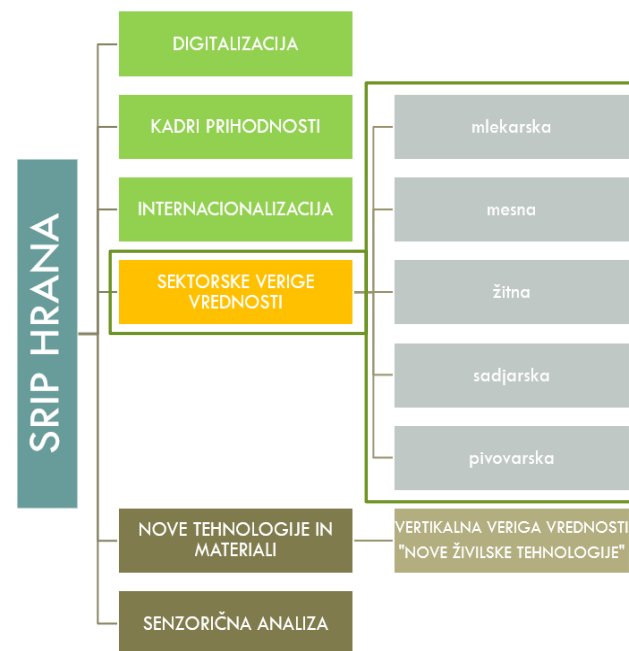 SRIP HRANA
DIGITALIZACIJA
KADRI PRIHODNOSTI
INTERNACIONALIZACIJA
SEKTORSKE VERIGE
VREDNOSTI
mlekarska
mesna
žitna
sadjarska
pivovarska
NOVE TEHNOLOGIJE IN
MATERIALI
VERTIKALNA VERIGA VREDNOSTI
"NOVE ŽIVILSKE TEHNOLOGIJE"
SENZORIČNA ANALIZA